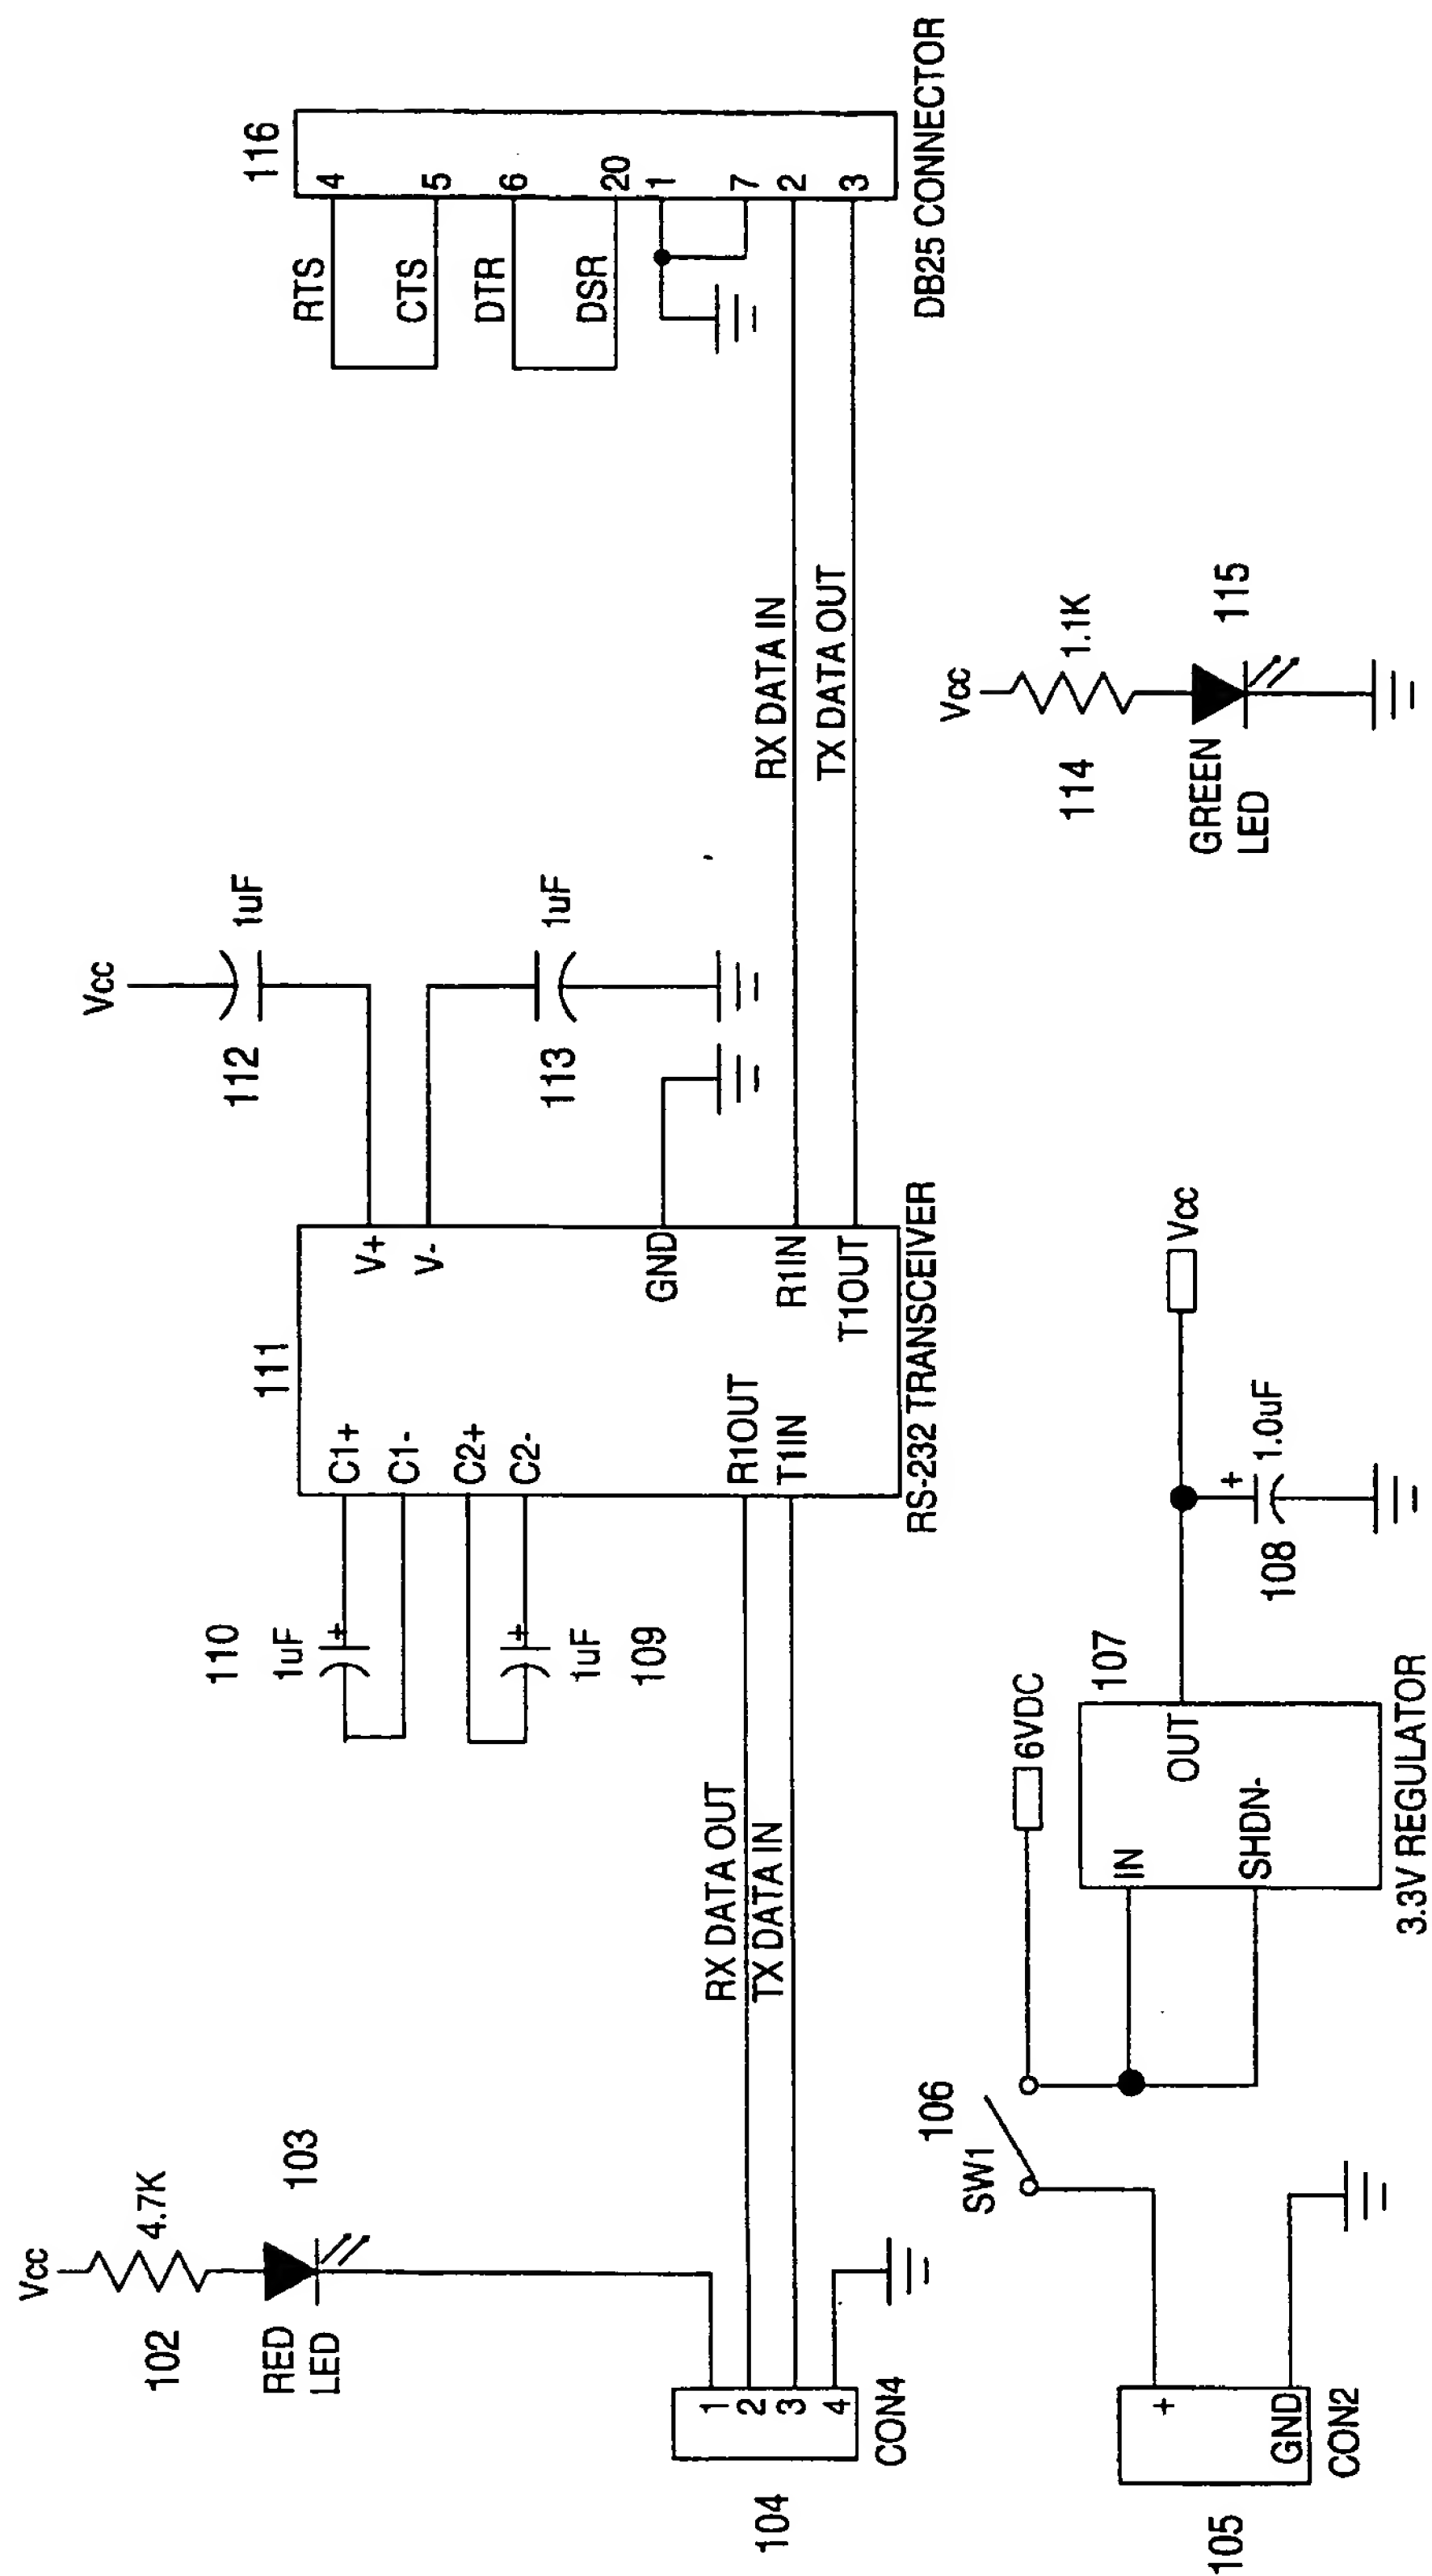 Vcc
102
4.7K
RED
LED
103
104
1
2
3
4
CON4
RX DATA OUT
TX DATA IN
110
1uF
+
+
1uF
109
111
C1+
C1-
C2+
C2-
R1OUT
T1IN
V+
V-
GND
R1IN
T1OUT
RS-232 TRANSCEIVER
Vcc
112
1uF
113
1uF
RX DATA IN
TX DATA OUT
116
RTS
4
CTS
5
DTR
6
DSR
20
1
7
2
3
DB25 CONNECTOR
105
+
GND
CON2
SW1
106
6VDC
107
IN
SHDN-
OUT
3.3V REGULATOR
Vcc
108
+
1.0uF
Vcc
114
1.1K
GREEN
LED
115